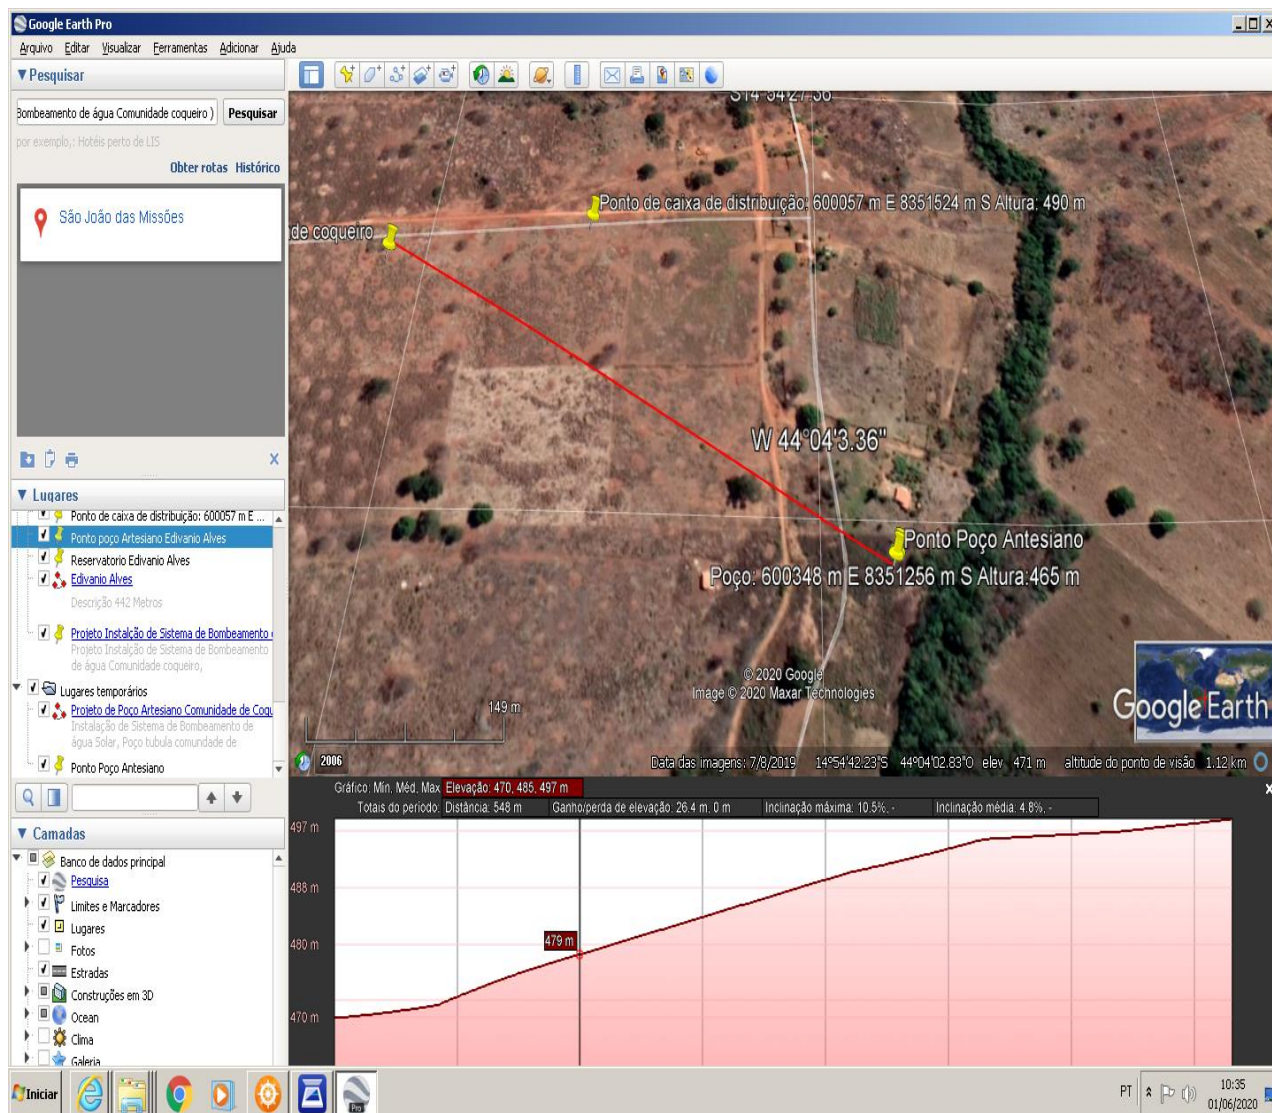 Google Earth Pro
Arquivo Editar Visualizar Ferramentas Adicionar Ajuda
Pesquisar
Bombeamento de água Comunidade coqueiro ) Pesquisar
por exemplo,: Hotéis perto de LIS
Obter rotas Histórico
São João das Missões
Lugares
Ponto de caixa de distribuição: 600057 m E ...
Ponto poço Artesiano Edivanio Alves
Reservatorio Edivanio Alves
Edivanio Alves
Descrição 442 Metros
Projeto Instalção de Sistema de Bombeamento
Projeto Instalção de Sistema de Bombeamento
de água Comunidade coqueiro,
Lugares temporários
Projeto de Poço Artesiano Comunidade de Coqu
Instalação de Sistema de Bombeamento de
água Solar, Poço tubula comundade de
Ponto Poço Antesiano
Camadas
Banco de dados principal
Pesquisa
Limites e Marcadores
Lugares
Fotos
Estradas
Construções em 3D
Ocean
Clima
Galeria
S14°54'27.36"
Ponto de caixa de distribuição: 600057 m E 8351524 m S Altura: 490 m
de coqueiro
W 44°04'3.36"
Ponto Poço Antesiano
Poço: 600348 m E 8351256 m S Altura:465 m
© 2020 Google
Image © 2020 Maxar Technologies
Google Earth
149 m
2006
Data das imagens: 7/8/2019 14°54'42.23"S 44°04'02.83"O elev 471 m altitude do ponto de visão 1.12 km
Gráfico: Mín, Méd, Máx Elevação: 470, 485, 497 m
Totais do período: Distância: 548 m Ganho/perda de elevação: 26.4 m, 0 m Inclinação máxima: 10.5%, - Inclinação média: 4.8%, -
497 m
488 m
480 m
479 m
470 m
Iniciar
Pro
PT
10:35
01/06/2020